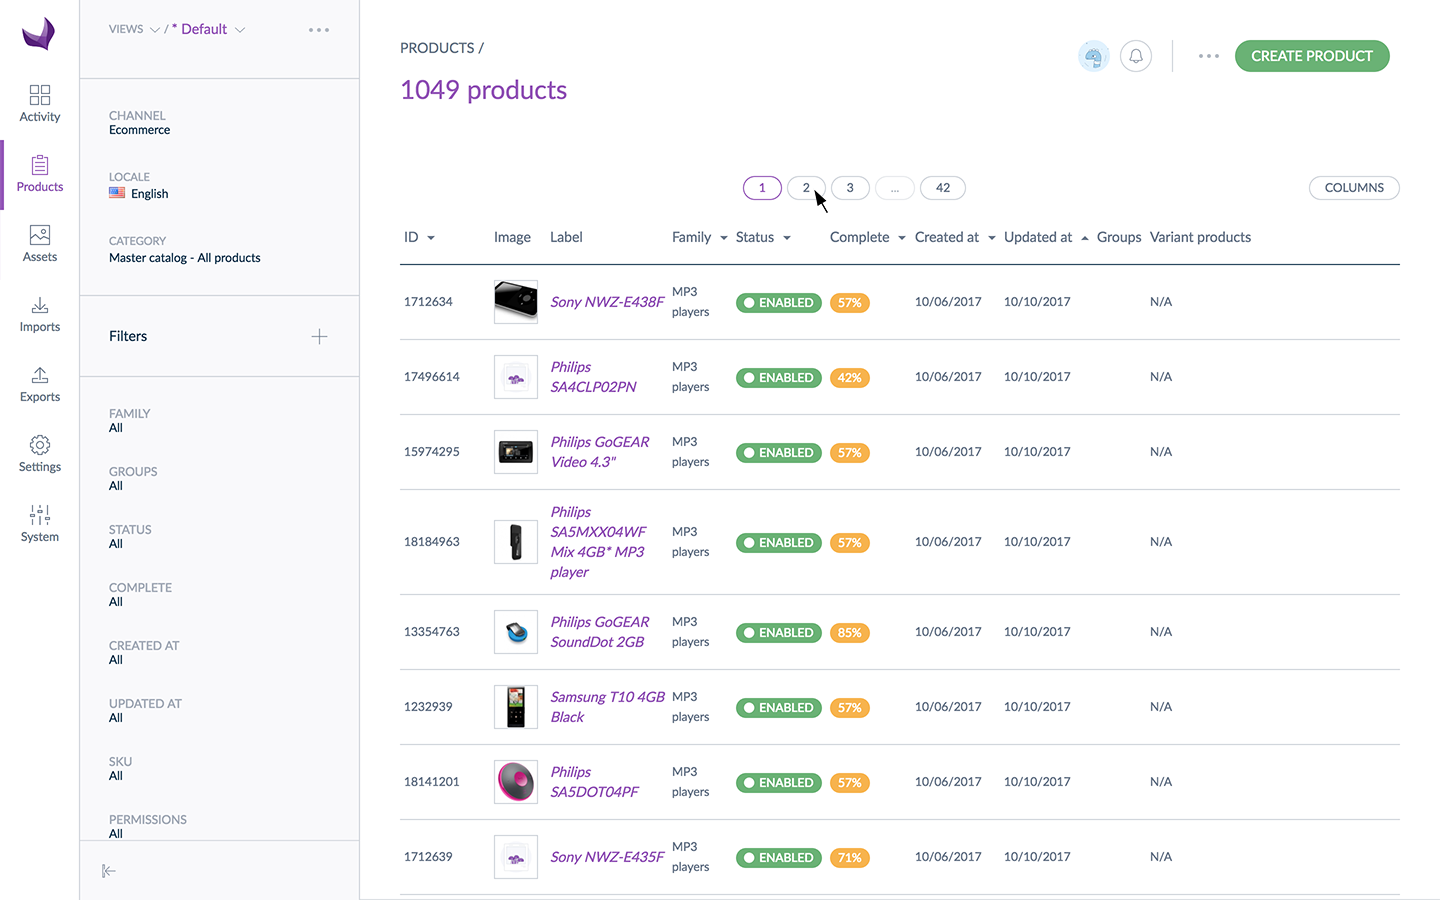 VIEWS / * Default
Activity
Products
Assets
Imports
Exports
Settings
System
CHANNEL
Ecommerce
LOCALE
English
CATEGORY
Master catalog - All products
Filters
FAMILY
All
GROUPS
All
STATUS
All
COMPLETE
All
CREATED AT
All
UPDATED AT
All
SKU
All
PERMISSIONS
All
PRODUCTS /
1049 products
CREATE PRODUCT
1 2 3 ... 42
COLUMNS
ID Image Label Family Status Complete Created at Updated at Groups Variant products
1712634 Sony NWZ-E438F MP3 players ENABLED 57% 10/06/2017 10/10/2017 N/A
17496614 Philips SA4CLP02PN MP3 players ENABLED 42% 10/06/2017 10/10/2017 N/A
15974295 Philips GoGEAR Video 4.3" MP3 players ENABLED 57% 10/06/2017 10/10/2017 N/A
18184963 Philips SA5MXX04WF Mix 4GB* MP3 player MP3 players ENABLED 57% 10/06/2017 10/10/2017 N/A
13354763 Philips GoGEAR SoundDot 2GB MP3 players ENABLED 85% 10/06/2017 10/10/2017 N/A
1232939 Samsung T10 4GB Black MP3 players ENABLED 57% 10/06/2017 10/10/2017 N/A
18141201 Philips SA5DOT04PF MP3 players ENABLED 57% 10/06/2017 10/10/2017 N/A
1712639 Sony NWZ-E435F MP3 players ENABLED 71% 10/06/2017 10/10/2017 N/A